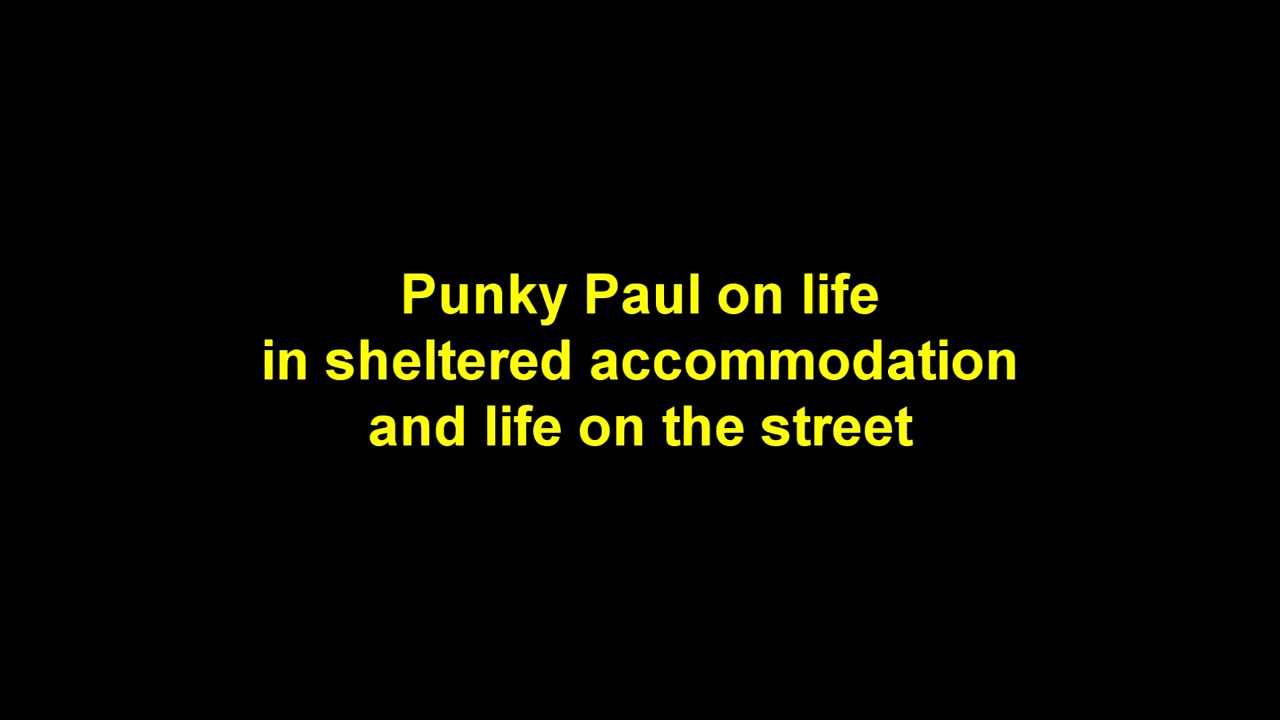 Punky Paul on life
in sheltered accommodation
and life on the street